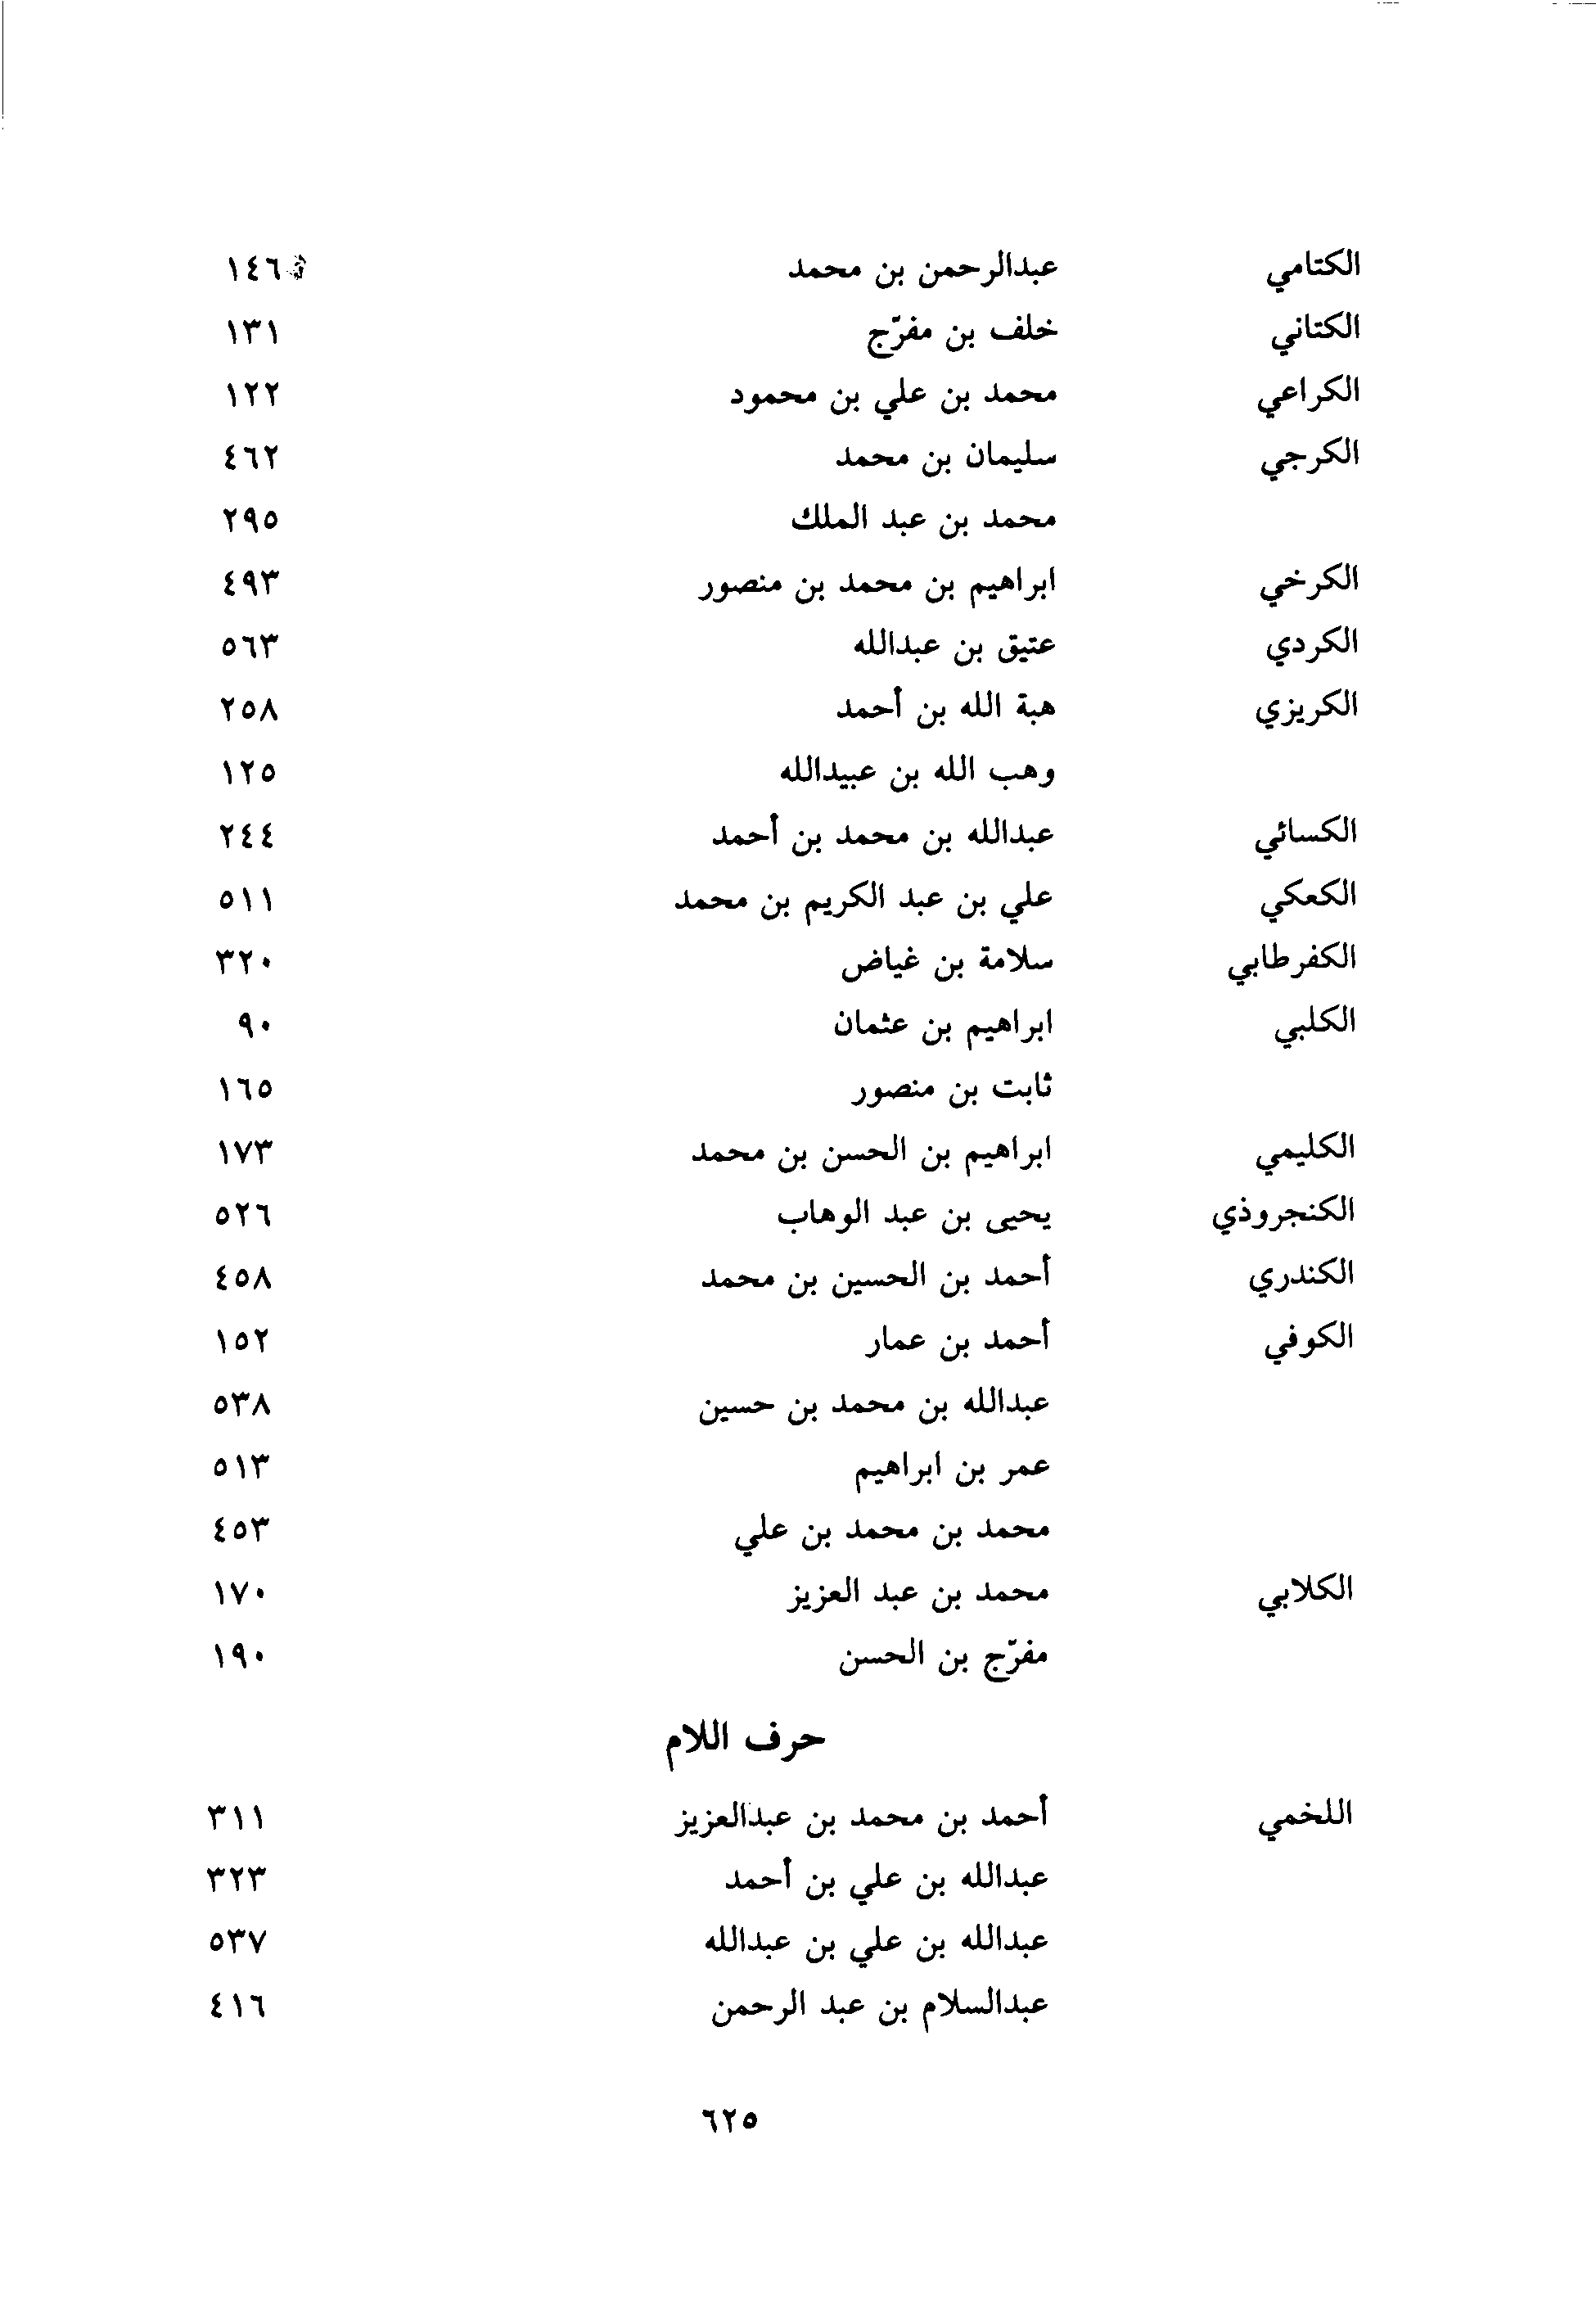 الكتامي عبدالرحمن بن محمد ١٤٦
الكتاني خلف بن مفرّج ١٣١
الكراعي محمد بن علي بن محمود ١٢٢
الكرجي سليمان بن محمد ٤٦٢
محمد بن عبد الملك ٢٩٥
الكرخي ابراهيم بن محمد بن منصور ٤٩٣
الكردي عتيق بن عبدالله ٥٦٣
الكريزي هبة الله بن أحمد ٢٥٨
وهب الله بن عبيدالله ١٢٥
الكسائي عبدالله بن محمد بن أحمد ٢٤٤
الكعكي علي بن عبد الكريم بن محمد ٥١١
الكفرطابي سلامة بن غياض ٣٢٠
الكلبي ابراهيم بن عثمان ٩٠
ثابت بن منصور ١٦٥
الكليمي ابراهيم بن الحسن بن محمد ١٧٣
الكنجروذي يحيى بن عبد الوهاب ٥٢٦
الكندري أحمد بن الحسين بن محمد ٤٥٨
الكوفي أحمد بن عمار ١٥٢
عبدالله بن محمد بن حسين ٥٣٨
عمر بن ابراهيم ٥١٣
محمد بن محمد بن علي ٤٥٣
الكلابي محمد بن عبد العزيز ١٧٠
مفرّج بن الحسن ١٩٠
حرف اللام
اللخمي أحمد بن محمد بن عبدالعزيز ٣١١
عبدالله بن علي بن أحمد ٣٢٣
عبدالله بن علي بن عبدالله ٥٣٧
عبدالسلام بن عبد الرحمن ٤١٦
٦٢٥